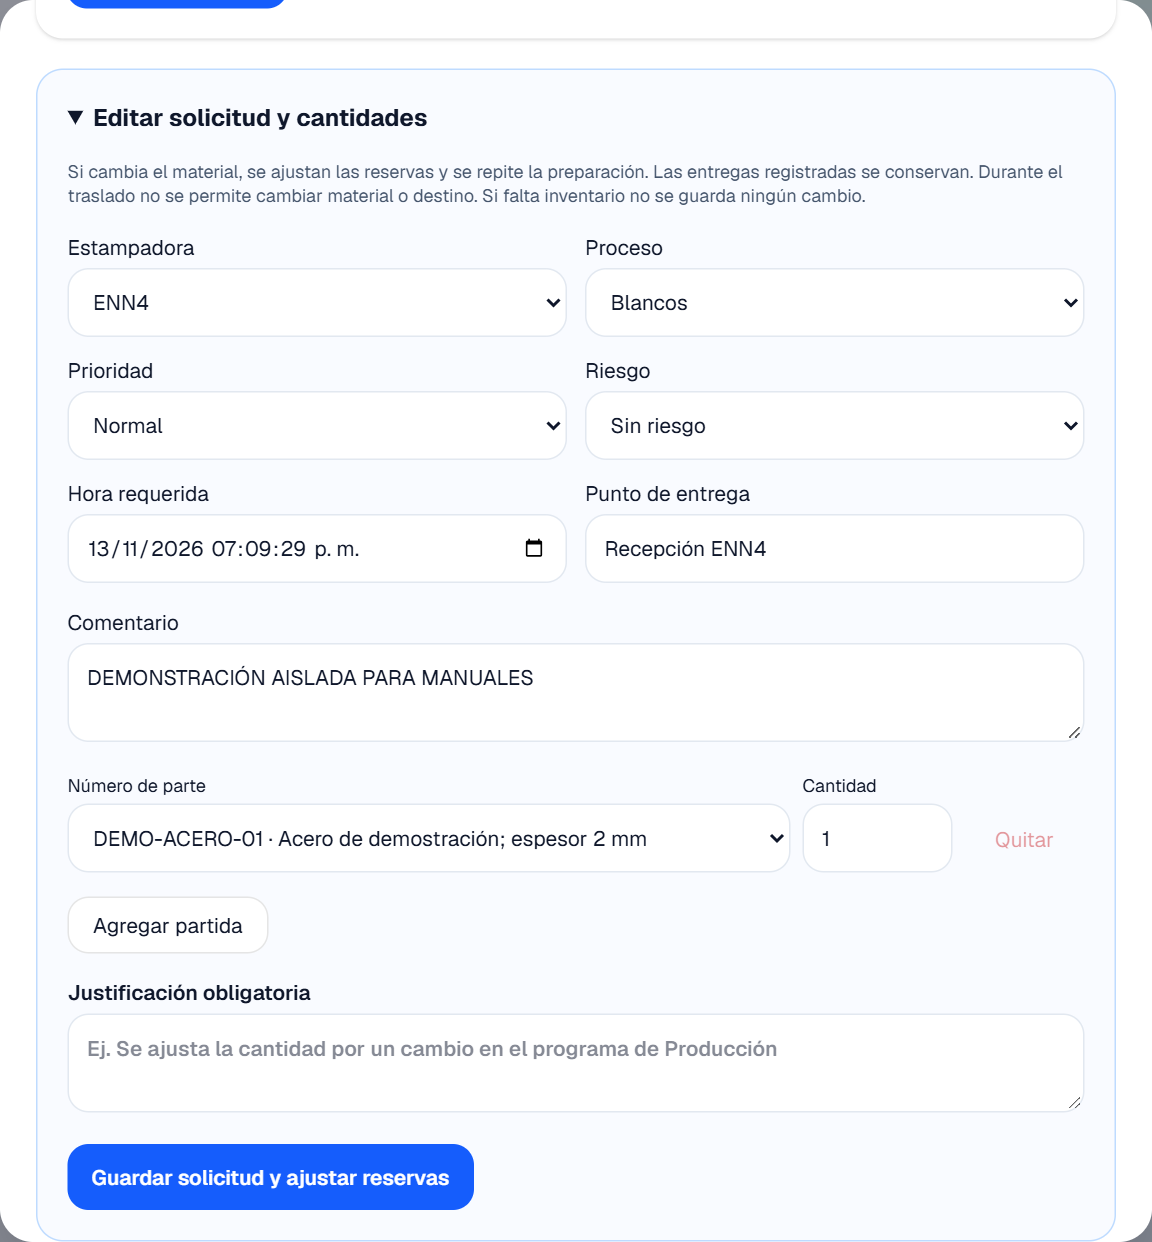 Editar solicitud y cantidades
Si cambia el material, se ajustan las reservas y se repite la preparación. Las entregas registradas se conservan. Durante el
traslado no se permite cambiar material o destino. Si falta inventario no se guarda ningún cambio.
Estampadora
Proceso
ENN4
Blancos
Prioridad
Riesgo
Normal
Sin riesgo
Hora requerida
Punto de entrega
13/11/2026 07:09:29 p. m.
Recepción ENN4
Comentario
DEMONSTRACIÓN AISLADA PARA MANUALES
Número de parte
Cantidad
DEMO-ACERO-01 · Acero de demostración; espesor 2 mm
1
Quitar
Agregar partida
Justificación obligatoria
Ej. Se ajusta la cantidad por un cambio en el programa de Producción
Guardar solicitud y ajustar reservas